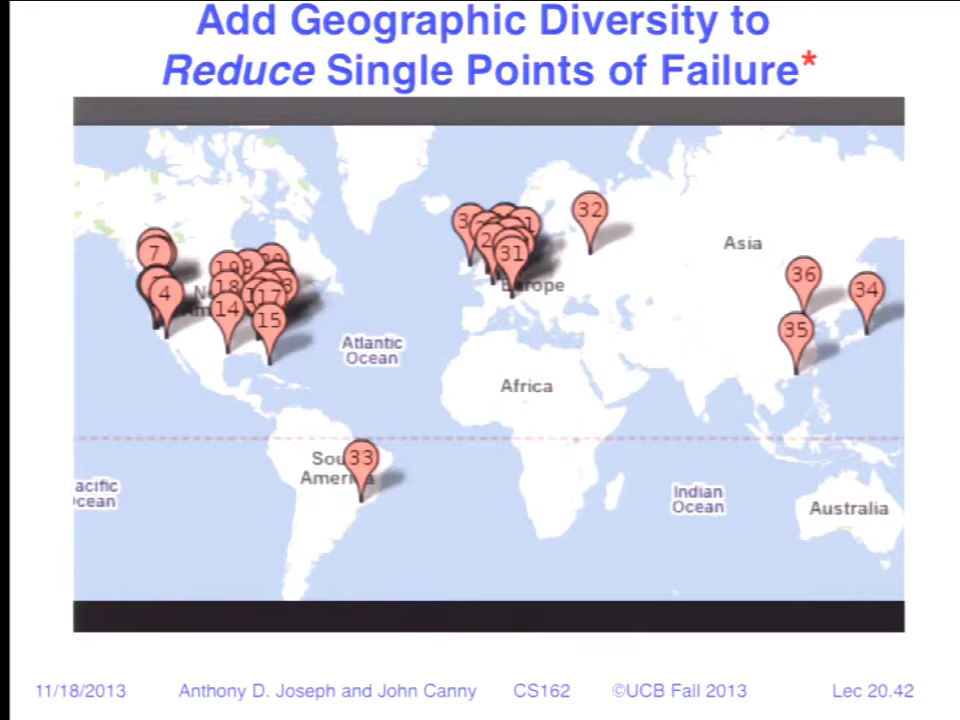 Add Geographic Diversity to
Reduce Single Points of Failure*
32
31
7
4
36
34
35
18
17
14
15
33
Asia
Europe
Atlantic
Ocean
Africa
Indian
Ocean
Australia
11/18/2013 Anthony D. Joseph and John Canny CS162 ©UCB Fall 2013 Lec 20.42